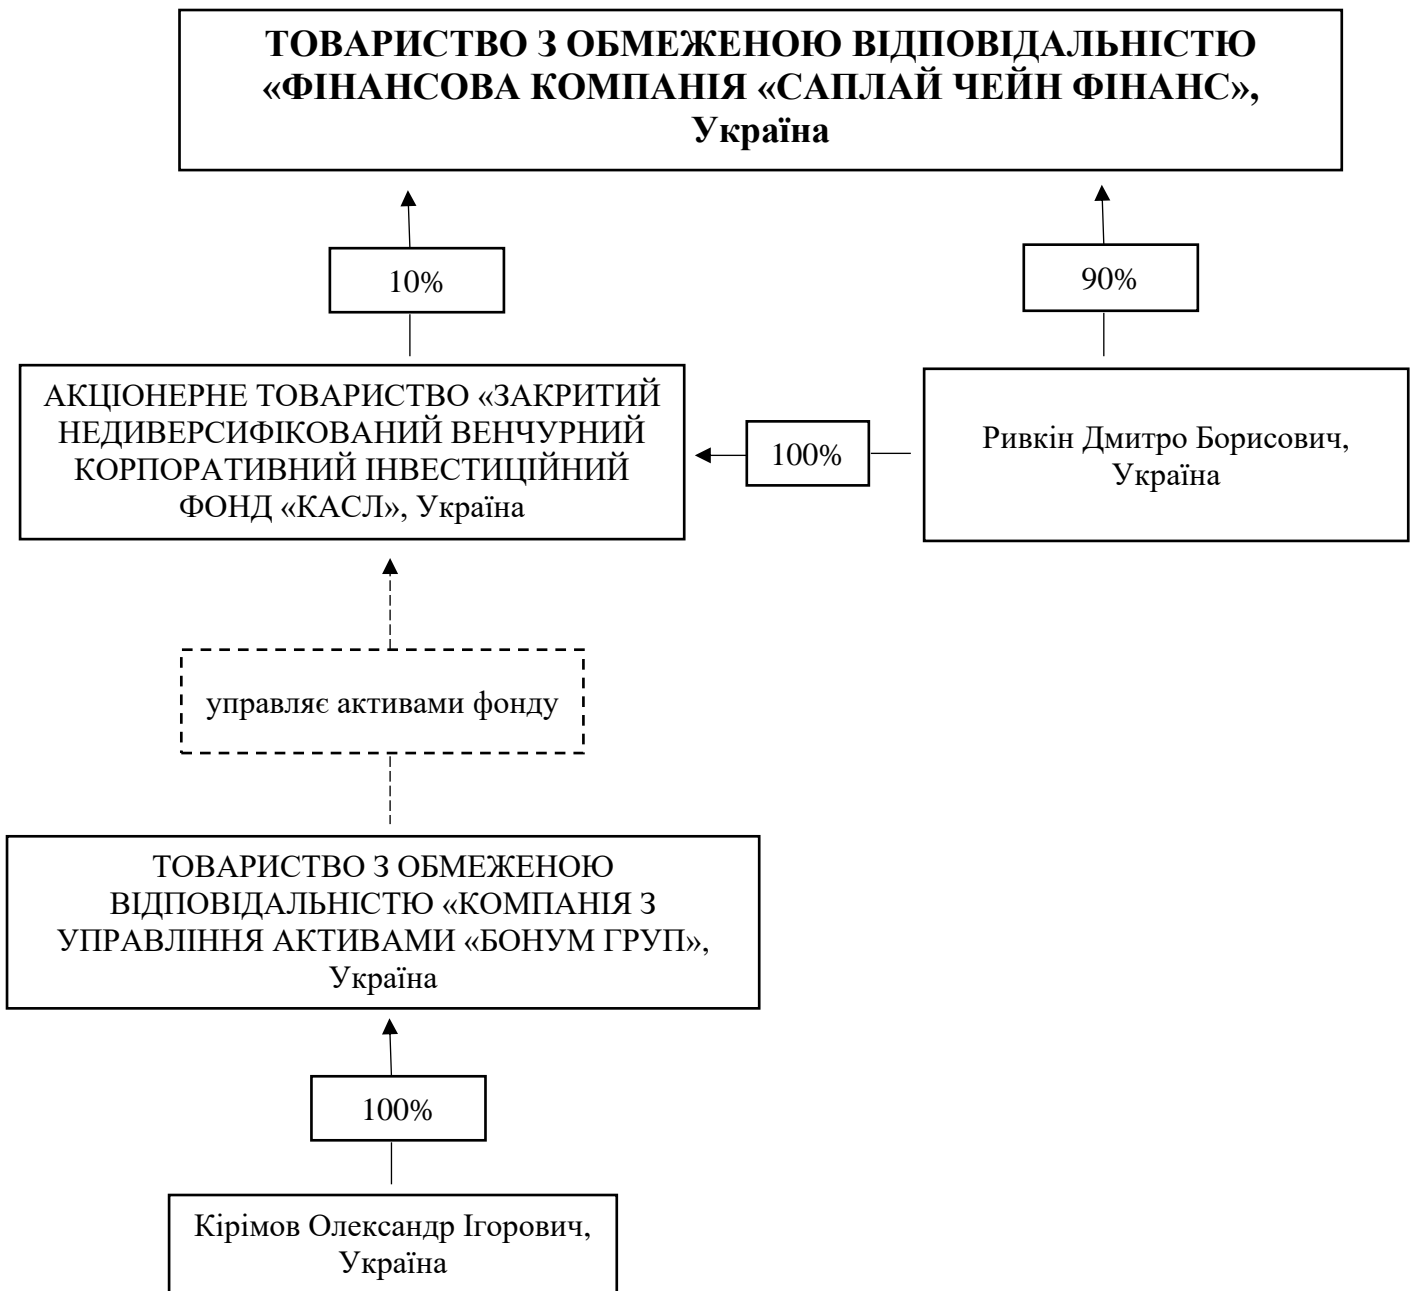 ТОВАРИСТВО З ОБМЕЖЕНОЮ ВІДПОВІДАЛЬНІСТЮ
«ФІНАНСОВА КОМПАНІЯ «САПЛАЙ ЧЕЙН ФІНАНС»,
Україна
10%
90%
АКЦІОНЕРНЕ ТОВАРИСТВО «ЗАКРИТИЙ
НЕДИВЕРСИФІКОВАНИЙ ВЕНЧУРНИЙ
КОРПОРАТИВНИЙ ІНВЕСТИЦІЙНИЙ
ФОНД «КАСЛ», Україна
100%
Ривкін Дмитро Борисович,
Україна
управляє активами фонду
ТОВАРИСТВО З ОБМЕЖЕНОЮ
ВІДПОВІДАЛЬНІСТЮ «КОМПАНІЯ З
УПРАВЛІННЯ АКТИВАМИ «БОНУМ ГРУП»,
Україна
100%
Кірімов Олександр Ігорович,
Україна